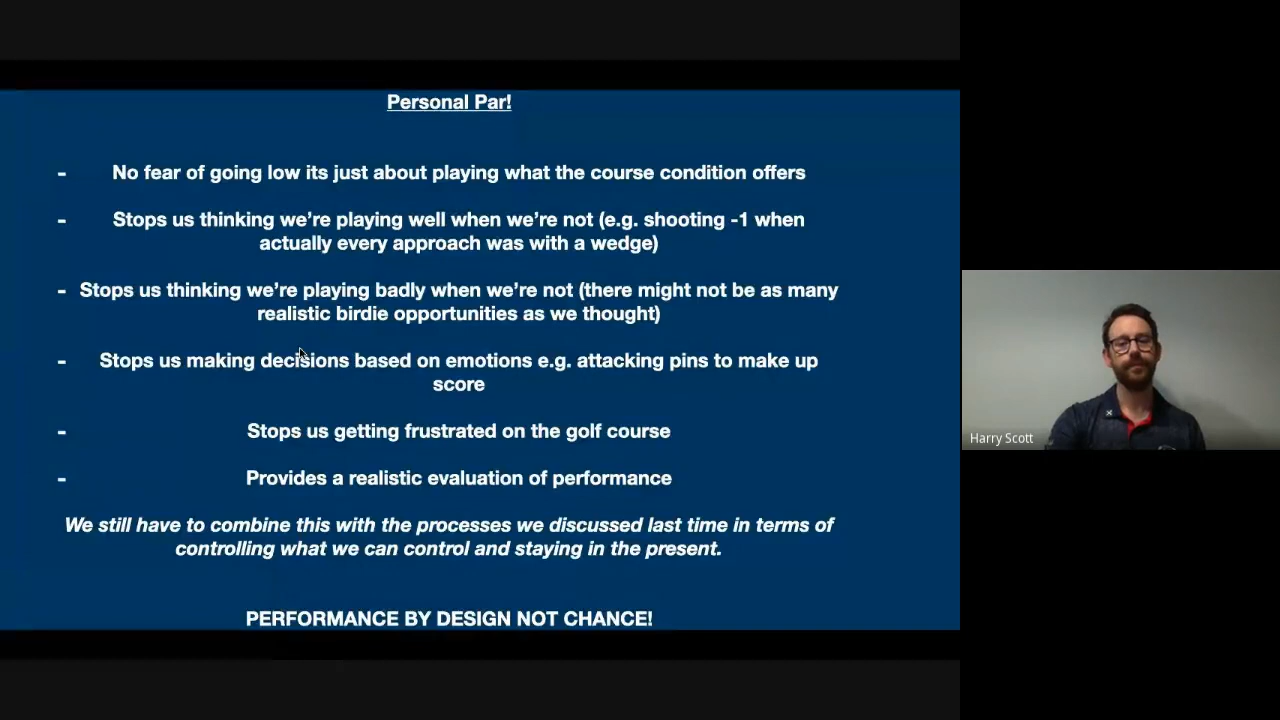 Personal Par!
- No fear of going low its just about playing what the course condition offers
- Stops us thinking we’re playing well when we’re not (e.g. shooting -1 when
actually every approach was with a wedge)
- Stops us thinking we’re playing badly when we’re not (there might not be as many
realistic birdie opportunities as we thought)
- Stops us making decisions based on emotions e.g. attacking pins to make up
score
- Stops us getting frustrated on the golf course
- Provides a realistic evaluation of performance
We still have to combine this with the processes we discussed last time in terms of
controlling what we can control and staying in the present.
PERFORMANCE BY DESIGN NOT CHANCE!
Harry Scott